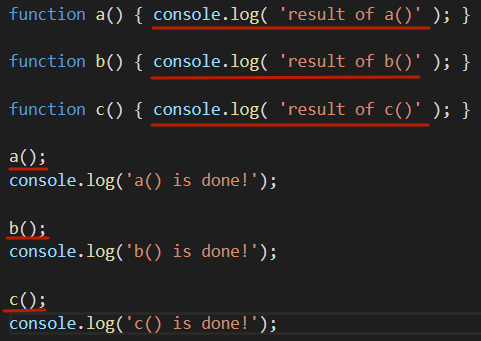 function a() { console.log( 'result of a()' ); }
function b() { console.log( 'result of b()' ); }
function c() { console.log( 'result of c()' ); }
a();
console.log('a() is done!');
b();
console.log('b() is done!');
c();
console.log('c() is done!');